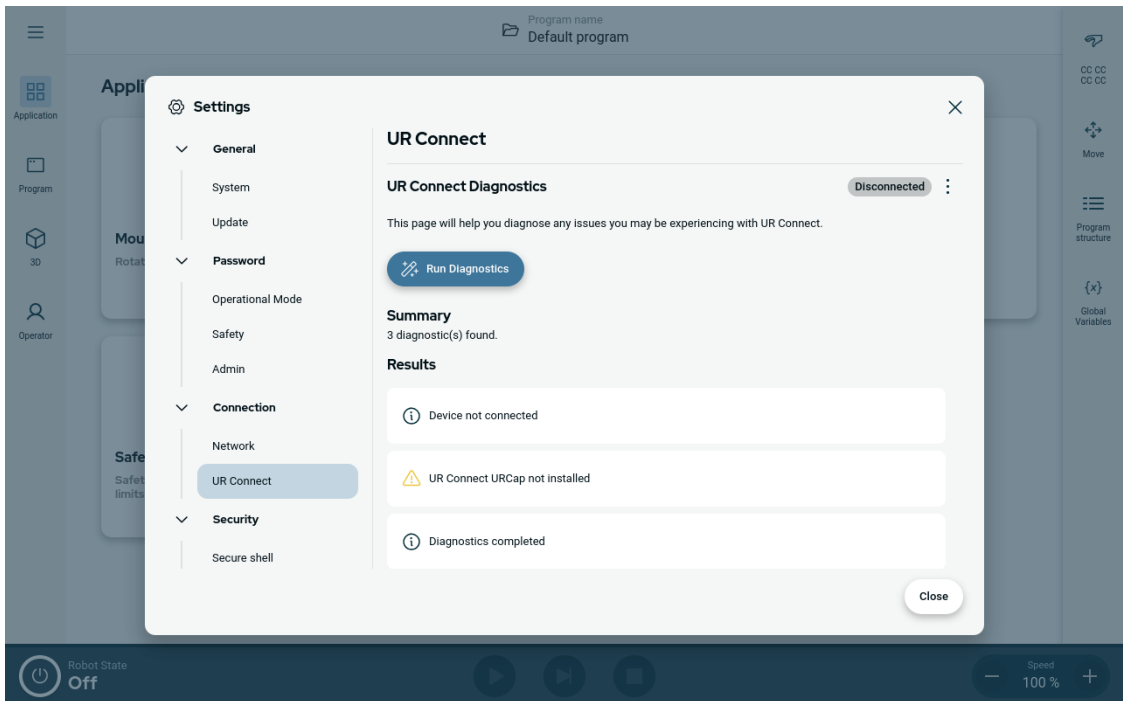 Program name
Default program
Application
Program
3D
Operator
Appli
Mou
Rotat
Safe
Safet
limits
Settings
General
System
Update
Password
Operational Mode
Safety
Admin
Connection
Network
UR Connect
Security
Secure shell
UR Connect
UR Connect Diagnostics
Disconnected
This page will help you diagnose any issues you may be experiencing with UR Connect.
Run Diagnostics
Summary
3 diagnostic(s) found.
Results
Device not connected
UR Connect URCap not installed
Diagnostics completed
Close
CC CC
CC CC
Move
Program
structure
{x}
Global
Variables
Robot State
Off
Speed
100 %